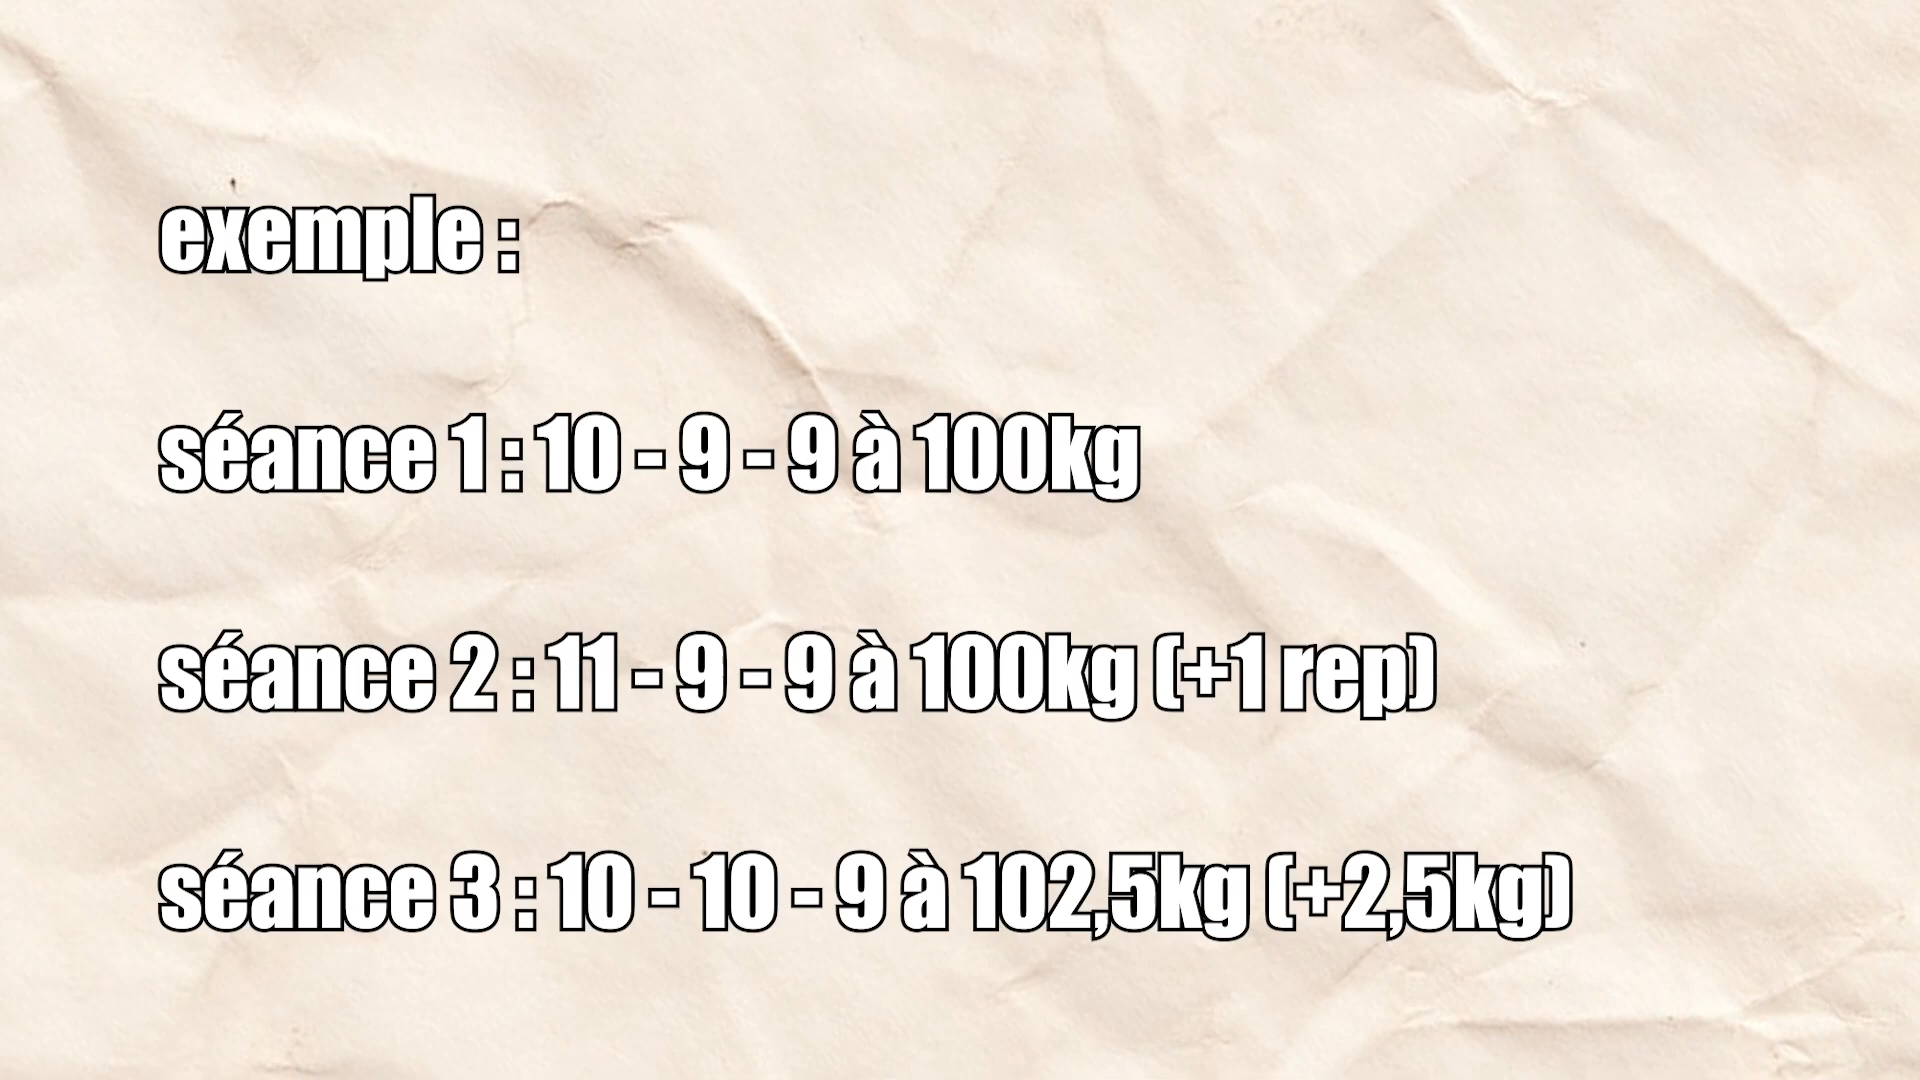 exemple :
séance 1 : 10 - 9 - 9 à 100kg
séance 2 : 11 - 9 - 9 à 100kg (+1 rep)
séance 3 : 10 - 10 - 9 à 102,5kg (+2,5kg)